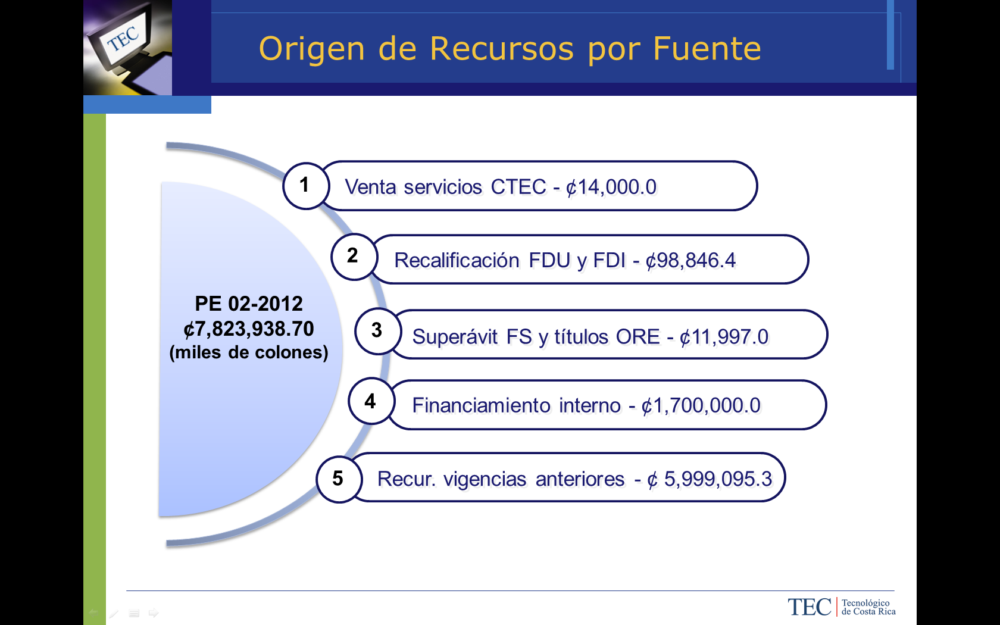 TEC
Origen de Recursos por Fuente
1
Venta servicios CTEC - ¢14,000.0
2
Recalificación FDU y FDI - ¢98,846.4
PE 02-2012
¢7,823,938.70
(miles de colones)
3
Superávit FS y títulos ORE - ¢11,997.0
4
Financiamiento interno - ¢1,700,000.0
5
Recur. vigencias anteriores - ¢ 5,999,095.3
TEC
Tecnológico
de Costa Rica